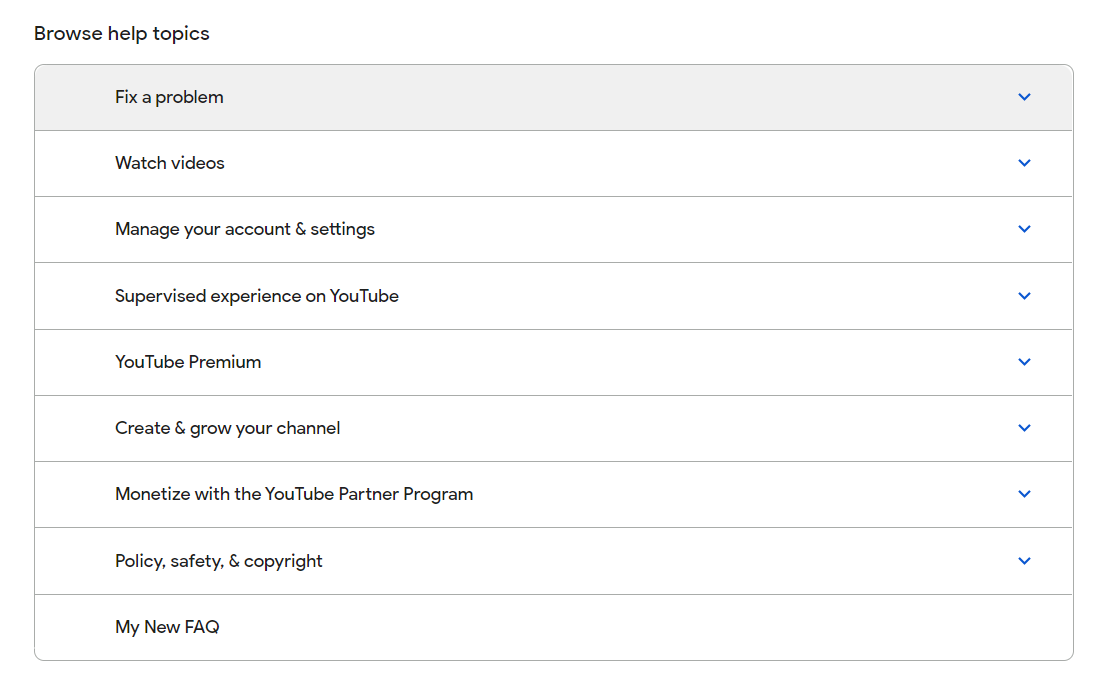 Browse help topics
Fix a problem
Watch videos
Manage your account & settings
Supervised experience on YouTube
YouTube Premium
Create & grow your channel
Monetize with the YouTube Partner Program
Policy, safety, & copyright
My New FAQ